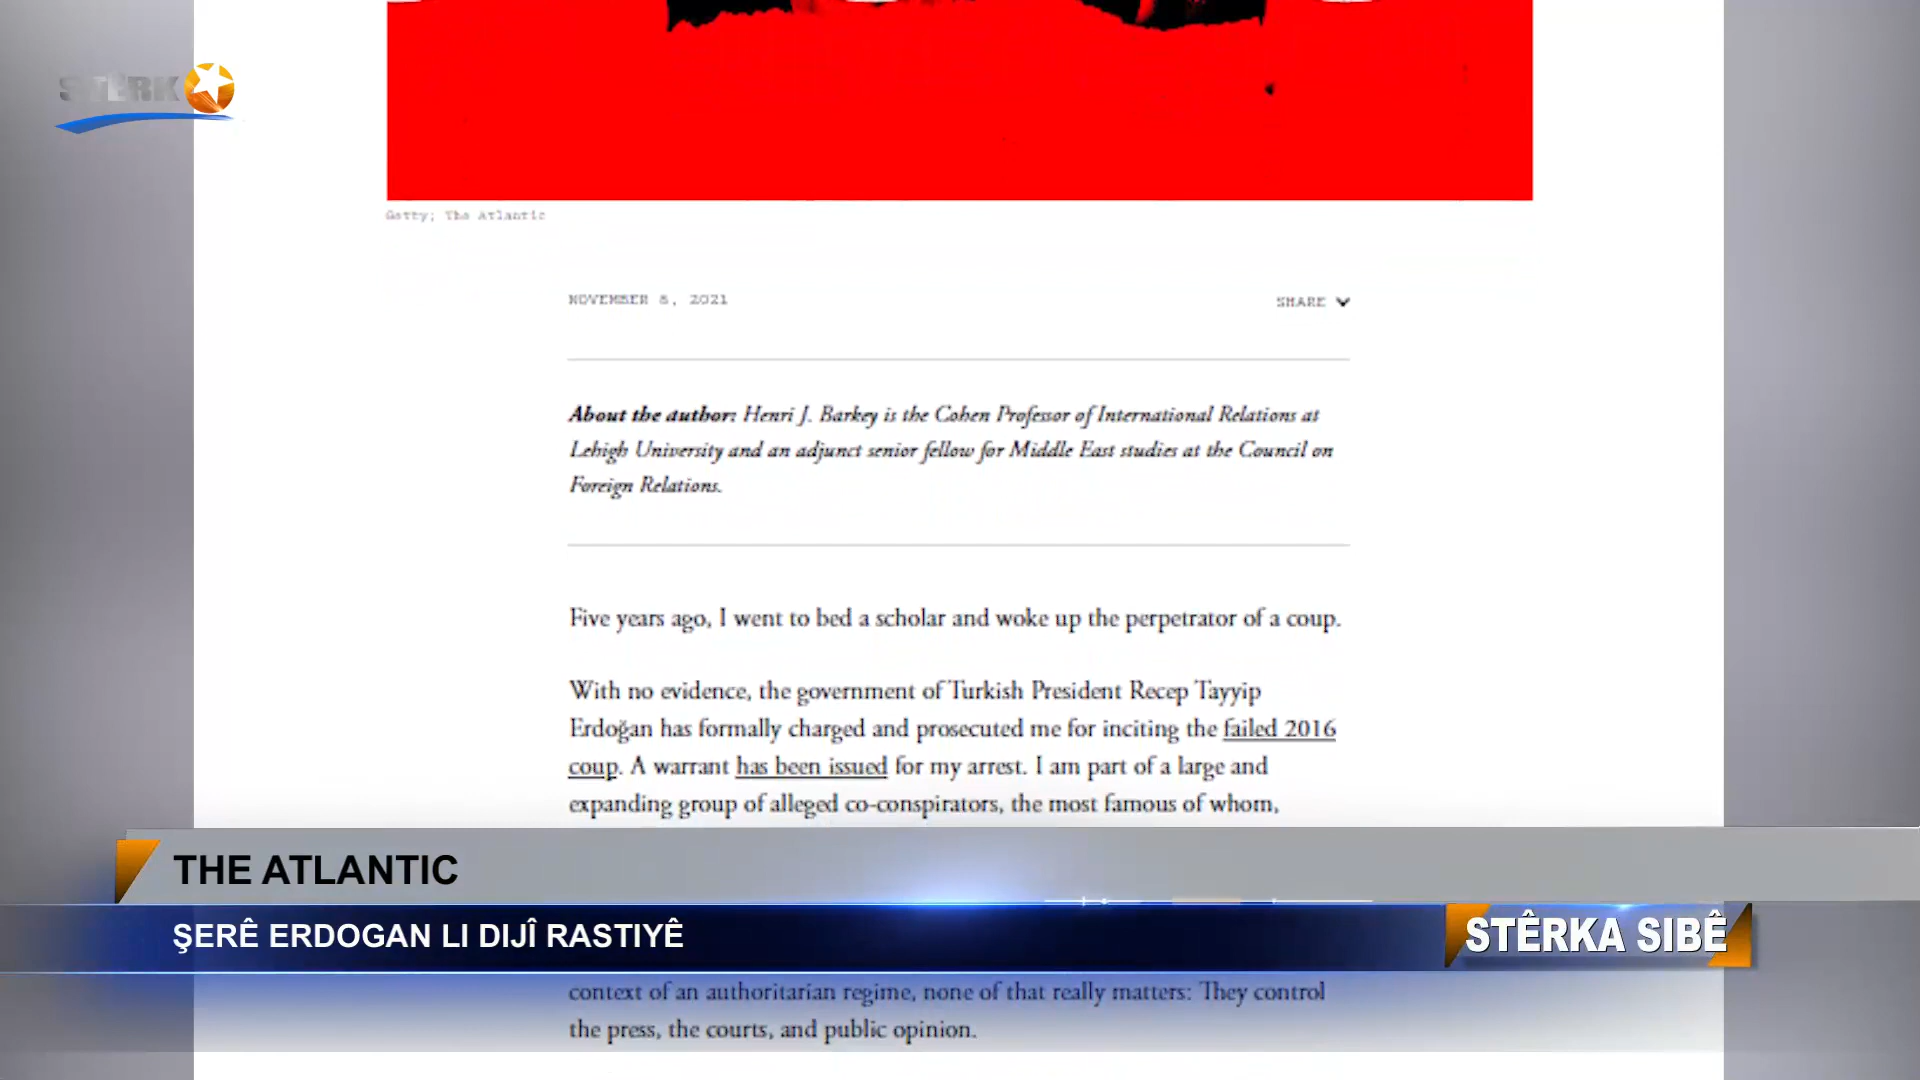 STÊRK
Getty; The Atlantic
NOVEMBER 8, 2021
SHARE
About the author: Henri J. Barkey is the Cohen Professor of International Relations at
Lehigh University and an adjunct senior fellow for Middle East studies at the Council on
Foreign Relations.
Five years ago, I went to bed a scholar and woke up the perpetrator of a coup.
With no evidence, the government of Turkish President Recep Tayyip
Erdoğan has formally charged and prosecuted me for inciting the failed 2016
coup. A warrant has been issued for my arrest. I am part of a large and
expanding group of alleged co-conspirators, the most famous of whom,
THE ATLANTIC
ŞERÊ ERDOGAN LI DIJÎ RASTIYÊ
STÊRKA SIBÊ
context of an authoritarian regime, none of that really matters: They control
the press, the courts, and public opinion.